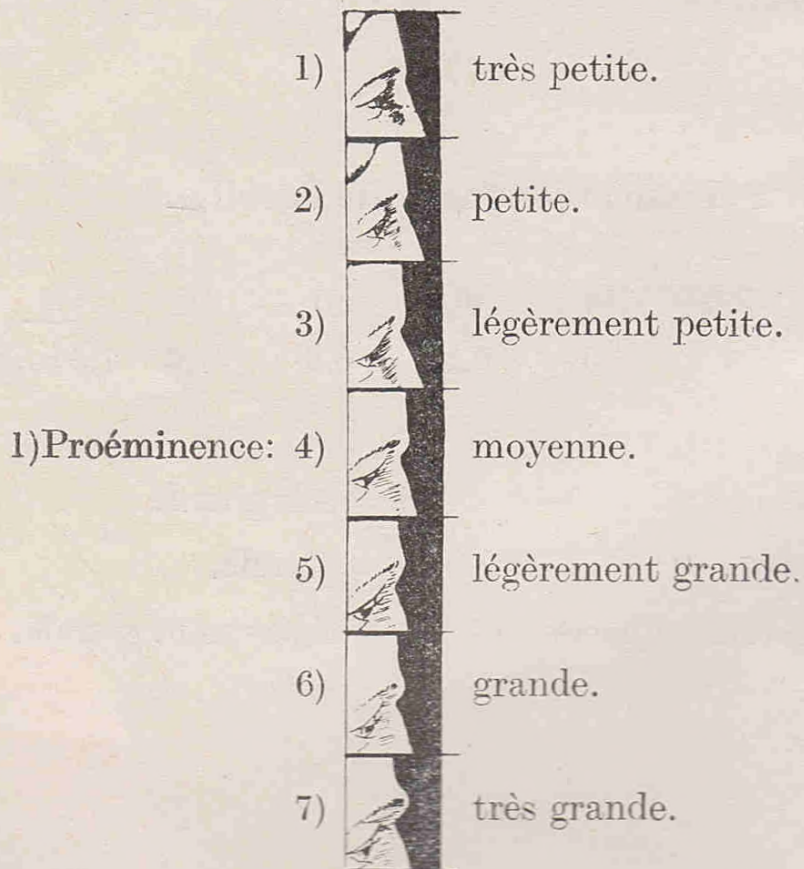 1) très petite.
2) petite.
3) légèrement petite.
1)Proéminence: 4) moyenne.
5) légèrement grande.
6) grande.
7) très grande.